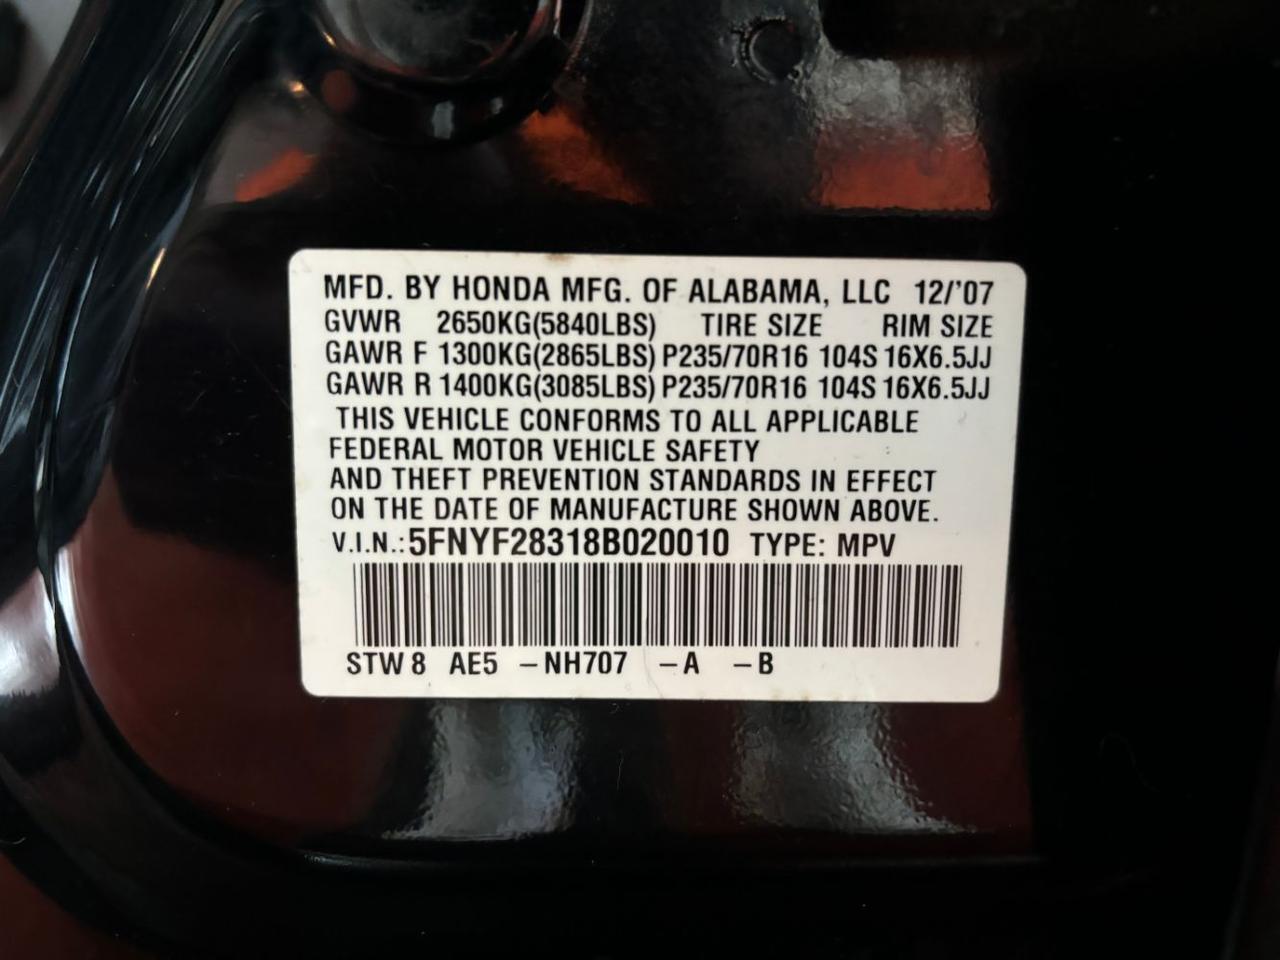 MFD. BY HONDA MFG. OF ALABAMA, LLC 12/'07
GVWR 2650KG(5840LBS) TIRE SIZE RIM SIZE
GAWR F 1300KG(2865LBS) P235/70R16 104S 16X6.5JJ
GAWR R 1400KG(3085LBS) P235/70R16 104S 16X6.5JJ
THIS VEHICLE CONFORMS TO ALL APPLICABLE
FEDERAL MOTOR VEHICLE SAFETY
AND THEFT PREVENTION STANDARDS IN EFFECT
ON THE DATE OF MANUFACTURE SHOWN ABOVE.
V.I.N.: 5FNYF28318B020010 TYPE: MPV
STW 8 AE5 – NH707 – A – B